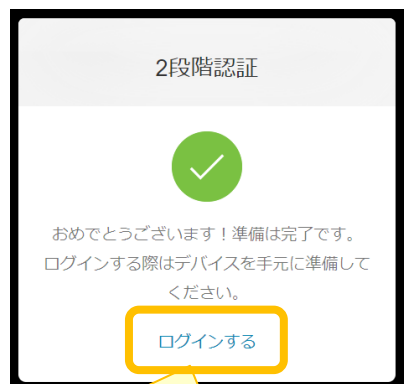 2段階認証
おめでとうございます！準備は完了です。
ログインする際はデバイスを手元に準備して
ください。
ログインする